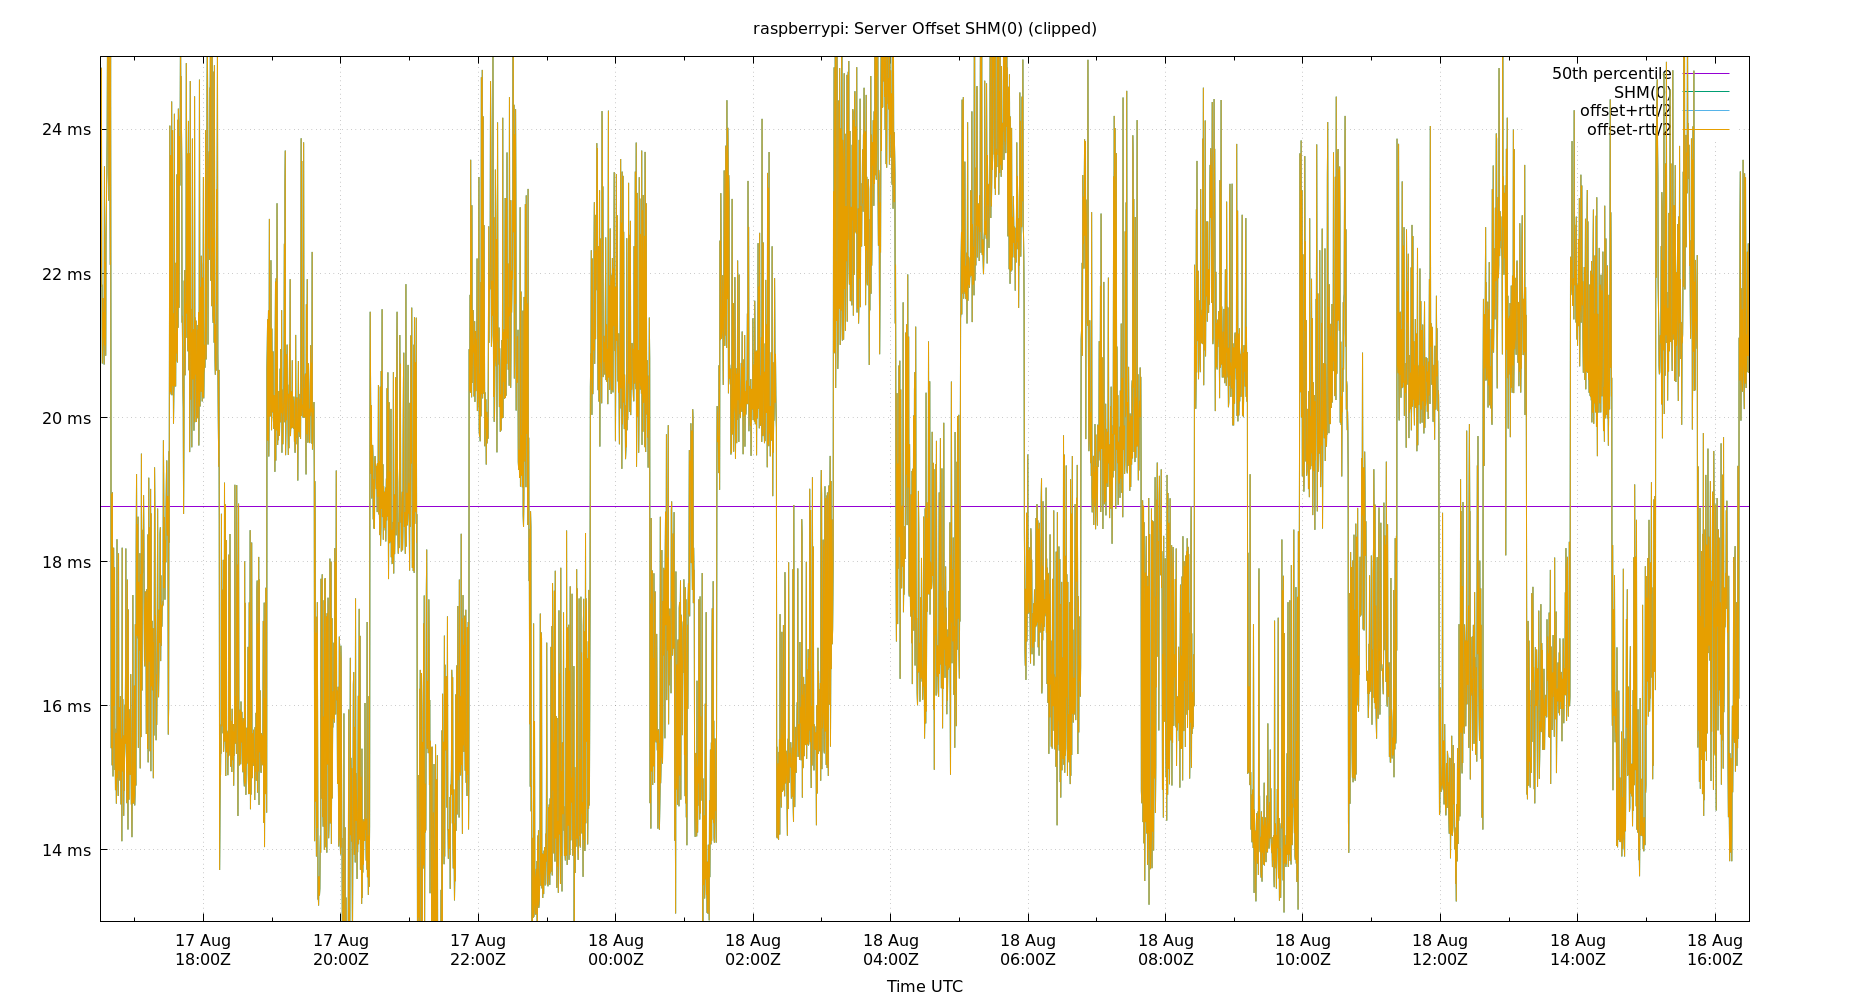 raspberrypi: Server Offset SHM(0) (clipped)
50th percentile
SHM(0)
offset+rtt/2
offset-rtt/2
24 ms
22 ms
20 ms
18 ms
16 ms
14 ms
17 Aug 17 Aug 17 Aug 18 Aug 18 Aug 18 Aug 18 Aug 18 Aug 18 Aug 18 Aug 18 Aug 18 Aug
18:00Z 20:00Z 22:00Z 00:00Z 02:00Z 04:00Z 06:00Z 08:00Z 10:00Z 12:00Z 14:00Z 16:00Z
Time UTC